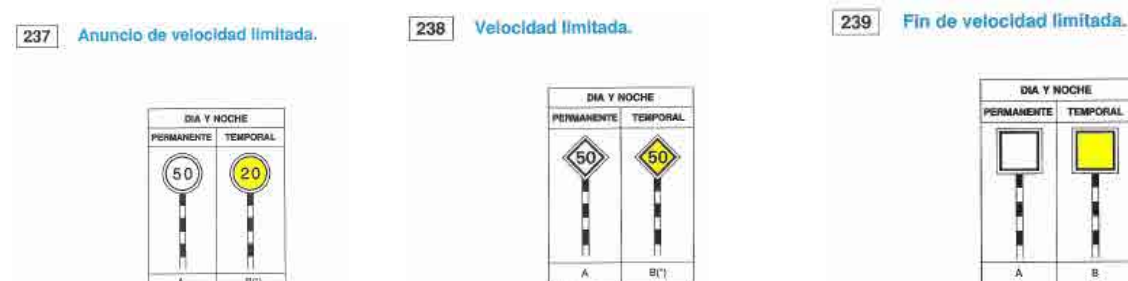 237 Anuncio de velocidad limitada.
DIA Y NOCHE
PERMANENTE TEMPORAL
50 20
A B(*)
238 Velocidad limitada.
DIA Y NOCHE
PERMANENTE TEMPORAL
50 50
A B(*)
239 Fin de velocidad limitada.
DIA Y NOCHE
PERMANENTE TEMPORAL
A B